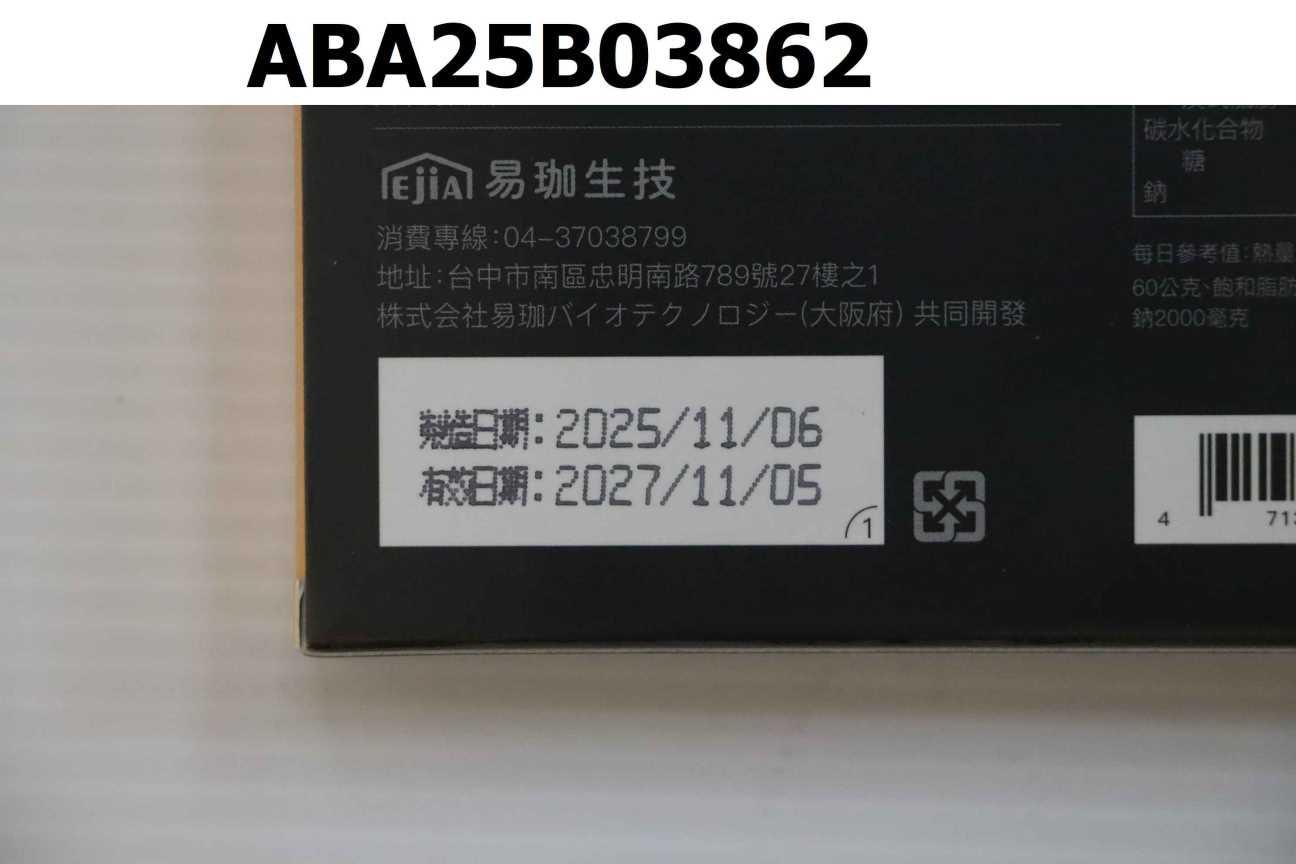 ABA25B03862
碳水化合物
糖
鈉
EJiA 易珈生技
消費專線:04-37038799
地址:台中市南區忠明南路789號27樓之1
株式会社易珈バイオテクノロジー(大阪府) 共同開發
每日參考值:熱量
60公克、飽和脂肪
鈉2000毫克
製造日期:2025/11/06
有效日期:2027/11/05
1
4 71